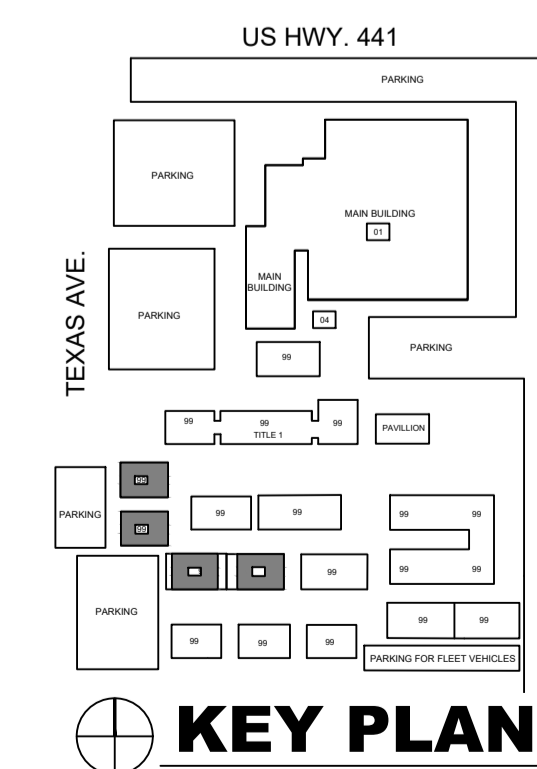 US HWY. 441
PARKING
PARKING
MAIN BUILDING
01
TEXAS AVE.
MAIN
BUILDING
PARKING
04
PARKING
99
99
99
TITLE 1
99
PAVILLION
99
PARKING
99
99
99
99
99
99
99
99
PARKING
99
99
99
99
99
PARKING FOR FLEET VEHICLES
KEY PLAN